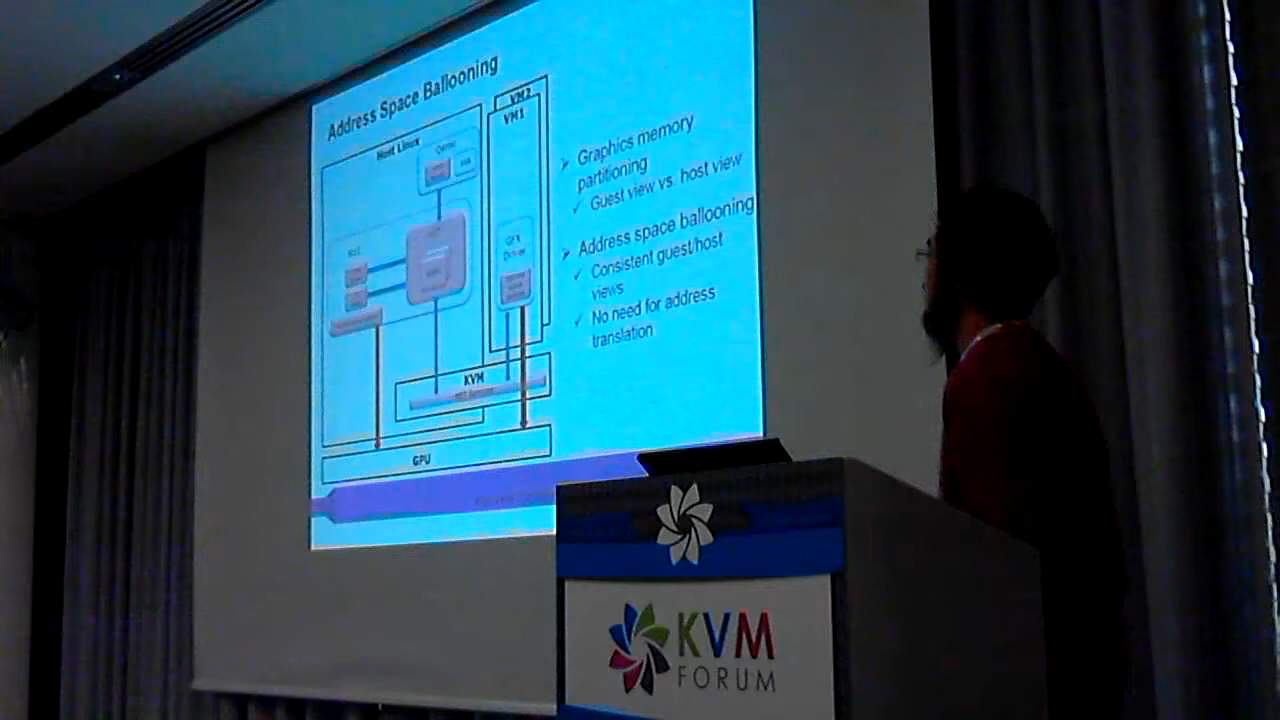 Address Space Ballooning
Host Linux
VM2
VM1
GFX
Driver
KVM
GPU
Graphics memory
partitioning
Guest view vs. host view
Address space ballooning
Consistent guest/host
views
No need for address
translation
KVM
FORUM